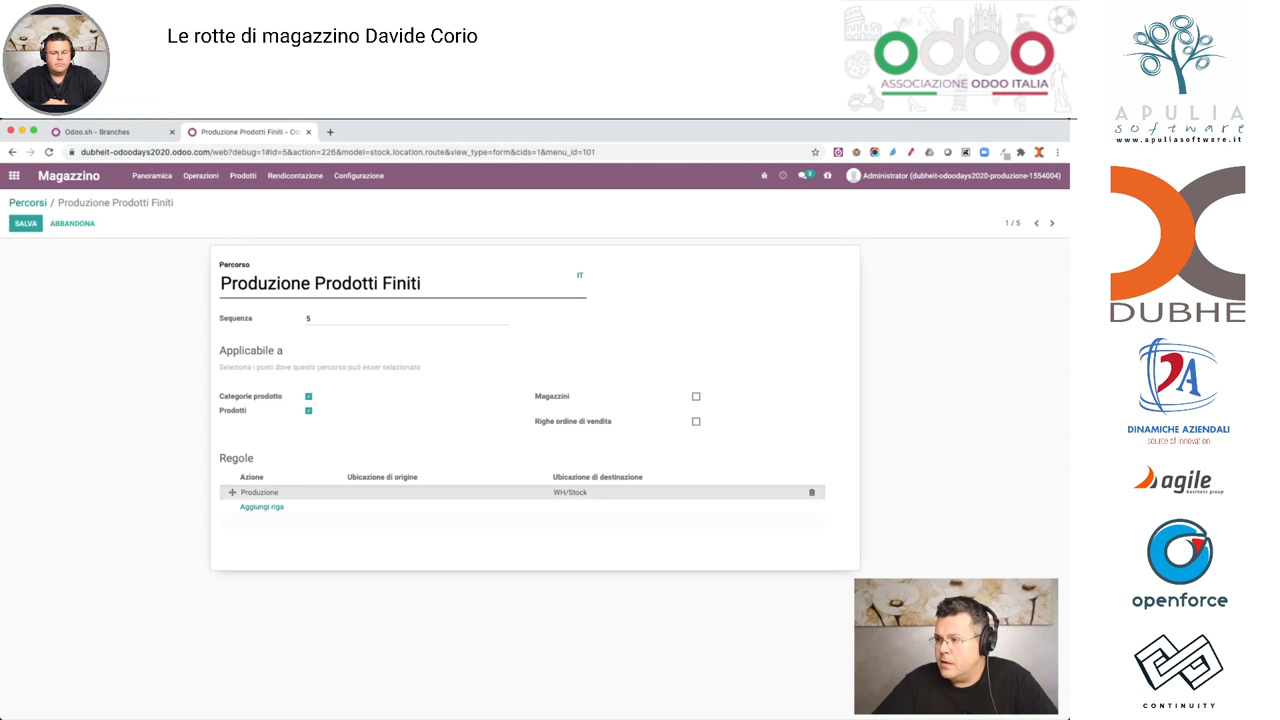 Le rotte di magazzino Davide Corio
odoo
ASSOCIAZIONE ODOO ITALIA
APULIA
software
www.apuliasoftware.it
Odoo.sh - Branches
Produzione Prodotti Finiti - Od
dubheit-odoodays2020.odoo.com/web?debug=1#id=5&action=226&model=stock.location.route&view_type=form&cids=1&menu_id=101
Magazzino
Panoramica
Operazioni
Prodotti
Rendicontazione
Configurazione
Administrator (dubheit-odoodays2020-produzione-1554004)
Percorsi / Produzione Prodotti Finiti
SALVA
ABBANDONA
1 / 5
Percorso
Produzione Prodotti Finiti
IT
Sequenza
5
Applicabile a
Seleziona i punti dove questo percorso può esser selezionato
Categorie prodotto
Magazzini
Prodotti
Righe ordine di vendita
Regole
Azione
Ubicazione di origine
Ubicazione di destinazione
Produzione
WH/Stock
Aggiungi riga
DUBHE
DINAMICHE AZIENDALI
source of innovation
agile
business group
openforce
CONTINUITY